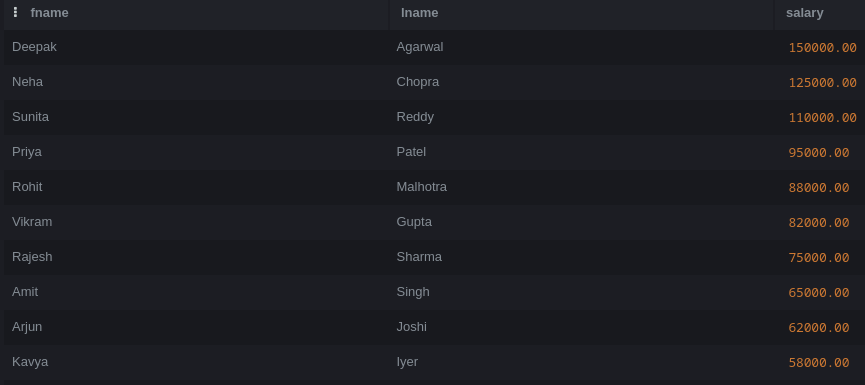 fname lname salary
Deepak Agarwal 150000.00
Neha Chopra 125000.00
Sunita Reddy 110000.00
Priya Patel 95000.00
Rohit Malhotra 88000.00
Vikram Gupta 82000.00
Rajesh Sharma 75000.00
Amit Singh 65000.00
Arjun Joshi 62000.00
Kavya Iyer 58000.00